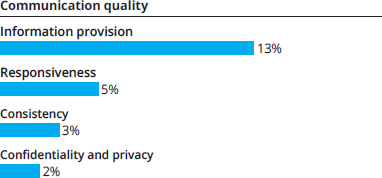 Communication quality
Information provision
13%
Responsiveness
5%
Consistency
3%
Confidentiality and privacy
2%